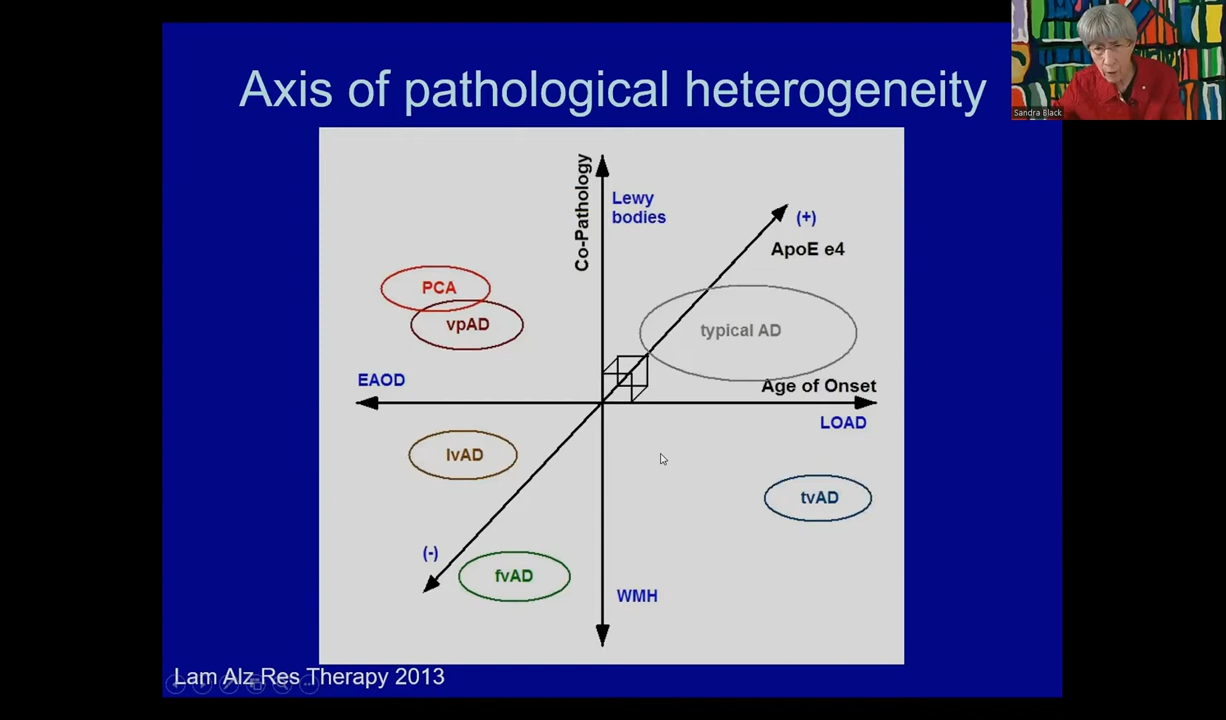 Axis of pathological heterogeneity
Sandra Black
Co-Pathology
Lewy
bodies
(+)
ApoE e4
PCA
vpAD
typical AD
EAOD
Age of Onset
LOAD
lvAD
tvAD
(-)
fvAD
WMH
Lam Alz Res Therapy 2013